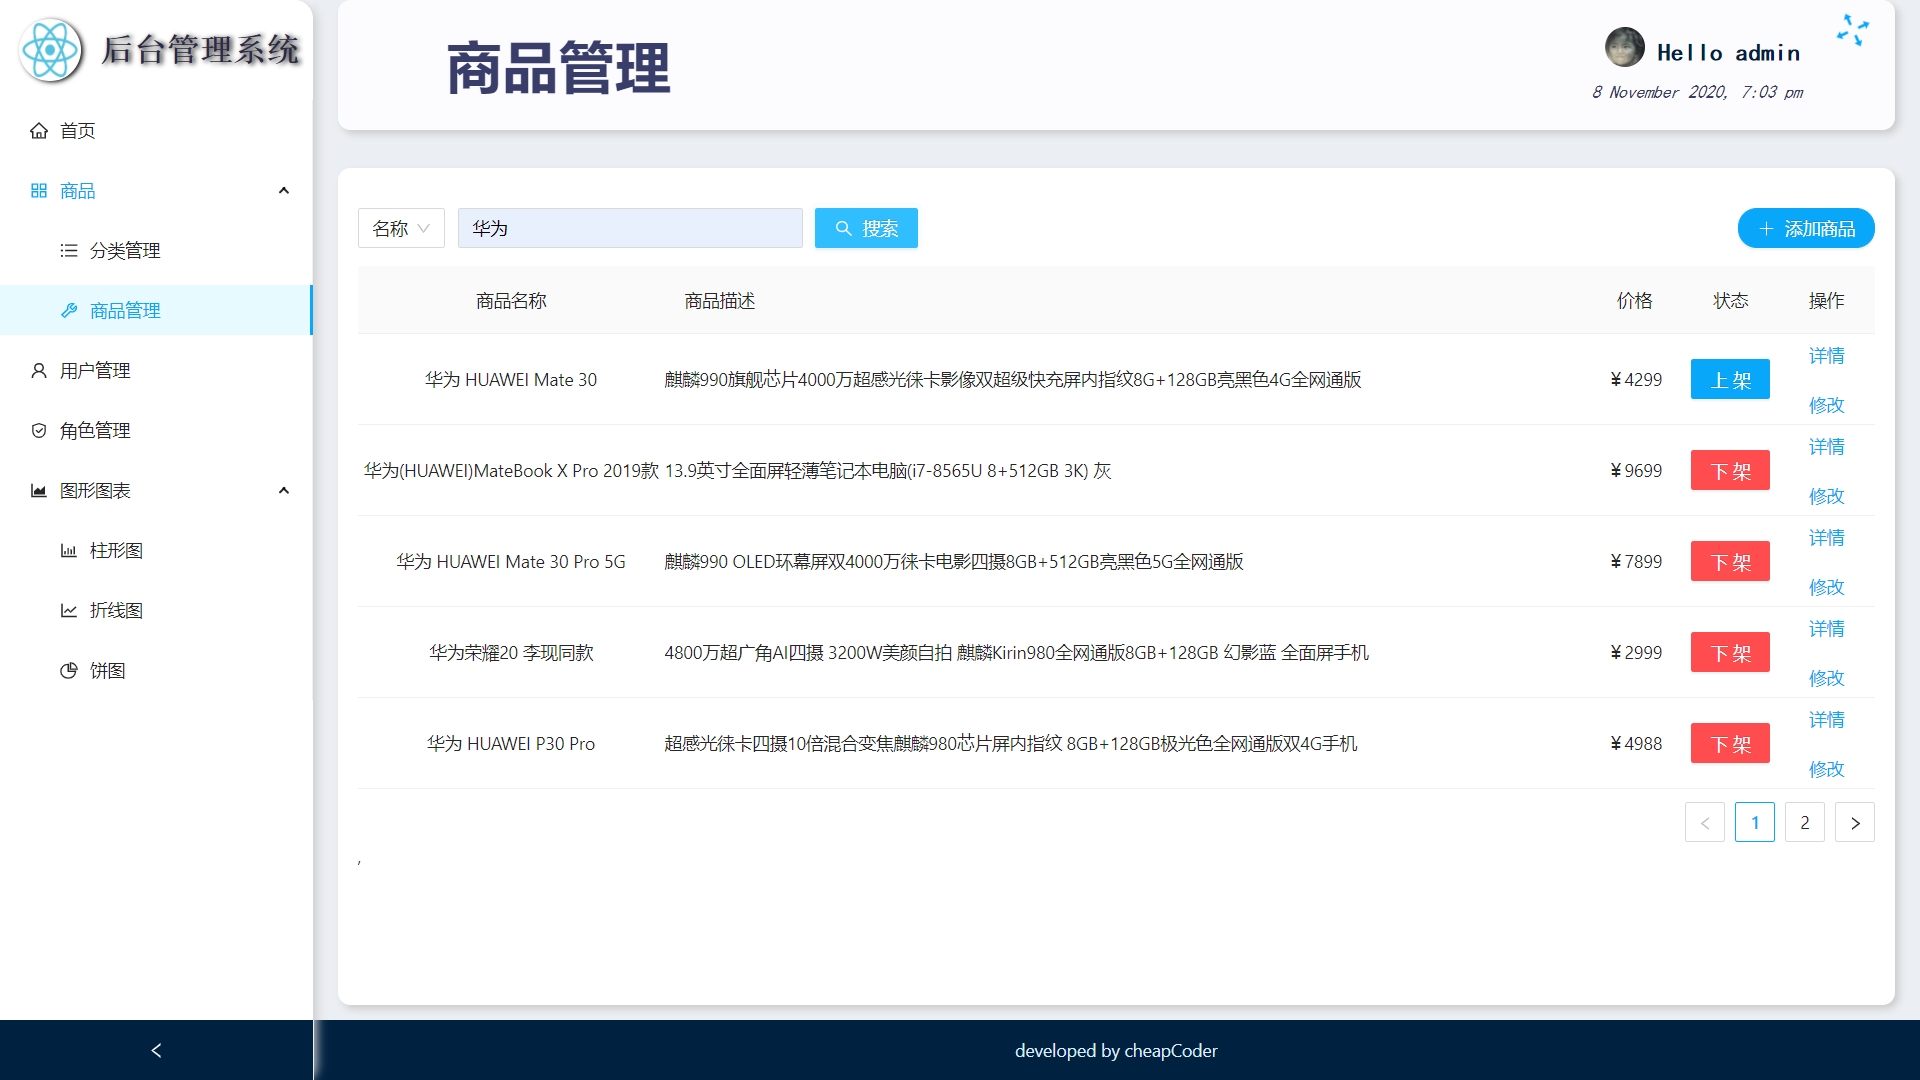 后台管理系统
首页
商品
分类管理
商品管理
用户管理
角色管理
图形图表
柱形图
折线图
饼图
商品管理
Hello admin
8 November 2020, 7:03 pm
名称 华为 搜索 添加商品
商品名称 商品描述 价格 状态 操作
华为 HUAWEI Mate 30 麒麟990旗舰芯片4000万超感光徕卡影像双超级快充屏内指纹8G+128GB亮黑色4G全网通版 ¥4299 上架 详情
修改
华为(HUAWEI)MateBook X Pro 2019款 13.9英寸全面屏轻薄笔记本电脑(i7-8565U 8+512GB 3K) 灰 ¥9699 下架 详情
修改
华为 HUAWEI Mate 30 Pro 5G 麒麟990 OLED环幕屏双4000万徕卡电影四摄8GB+512GB亮黑色5G全网通版 ¥7899 下架 详情
修改
华为荣耀20 李现同款 4800万超广角AI四摄 3200W美颜自拍 麒麟Kirin980全网通版8GB+128GB 幻影蓝 全面屏手机 ¥2999 下架 详情
修改
华为 HUAWEI P30 Pro 超感光徕卡四摄10倍混合变焦麒麟980芯片屏内指纹 8GB+128GB极光色全网通版双4G手机 ¥4988 下架 详情
修改
< 1 2 >
,
developed by cheapCoder